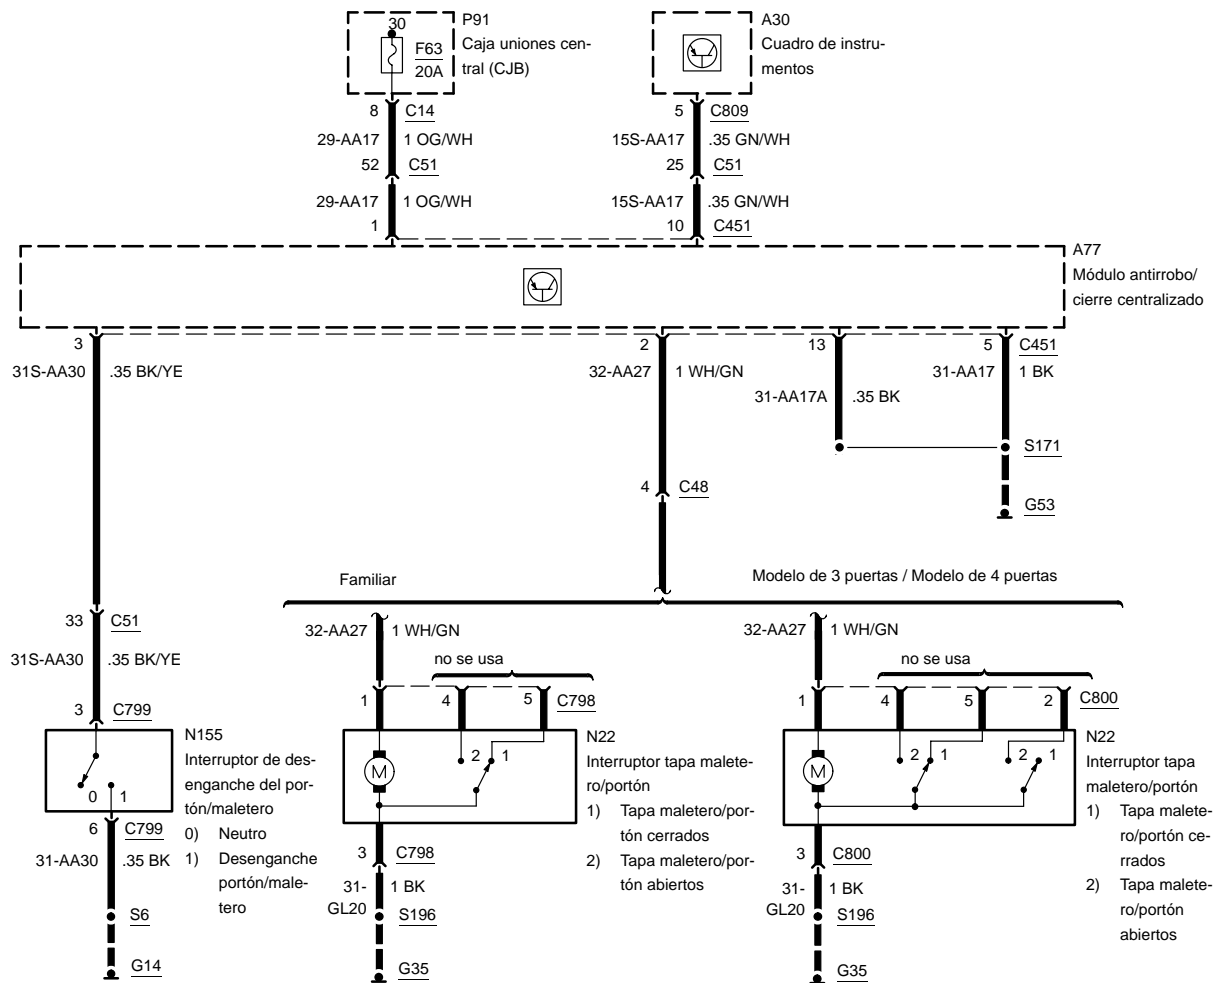 30
F63
20A
P91
Caja uniones cen-
tral (CJB)
A30
Cuadro de instru-
mentos
8 C14
29-AA17 1 OG/WH
52 C51
29-AA17 1 OG/WH
1
5 C809
15S-AA17 .35 GN/WH
25 C51
15S-AA17 .35 GN/WH
10 C451
A77
Módulo antirrobo/
cierre centralizado
3
31S-AA30 .35 BK/YE
2
32-AA27 1 WH/GN
13
31-AA17A .35 BK
5 C451
31-AA17 1 BK
S171
G53
4 C48
Familiar
Modelo de 3 puertas / Modelo de 4 puertas
33 C51
31S-AA30 .35 BK/YE
3 C799
N155
Interruptor de des-
enganche del por-
tón/maletero
0) Neutro
1) Desenganche
portón/male-
tero
0 1
6 C799
31-AA30 .35 BK
S6
G14
32-AA27 1 WH/GN
no se usa
1 4 5 C798
M 2 1
N22
Interruptor tapa malete-
ro/portón
1) Tapa maletero/por-
tón cerrados
2) Tapa maletero/por-
tón abiertos
3 C798
31- 1 BK
GL20
S196
G35
32-AA27 1 WH/GN
no se usa
1 4 5 2 C800
M 2 1 2 1
N22
Interruptor tapa
maletero/portón
1) Tapa malete-
ro/portón ce-
rrados
2) Tapa malete-
ro/portón
abiertos
3 C800
31- 1 BK
GL20
S196
G35